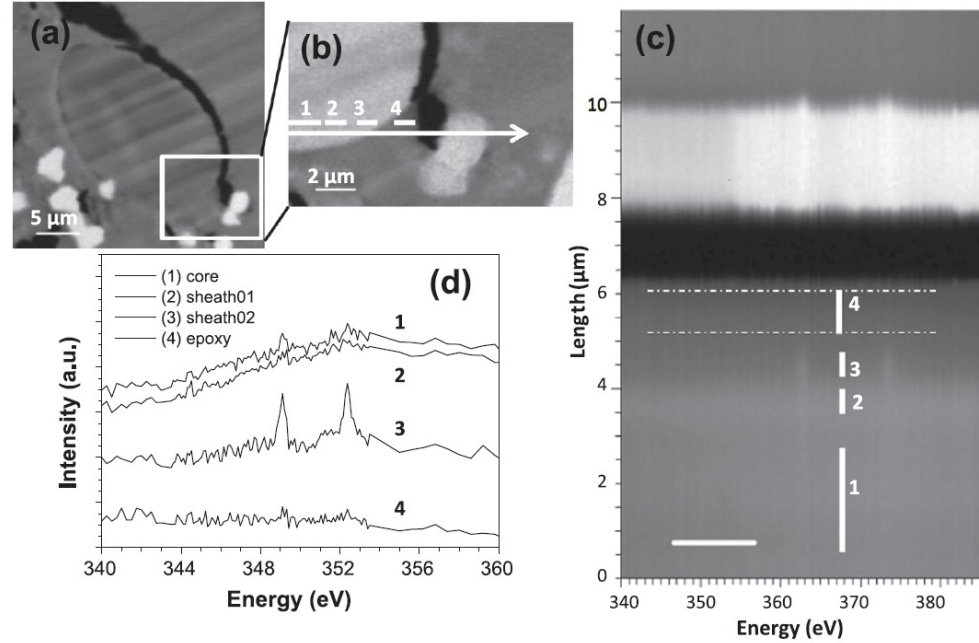 (a)
5 µm
(b)
1 2 3 4
2 µm
(c)
Length (µm)
10
8
6
4
2
0
4
3
2
1
340 350 360 370 380
Energy (eV)
(d)
(1) core
(2) sheath01
(3) sheath02
(4) epoxy
1
2
3
4
Intensity (a.u.)
340 344 348 352 356 360
Energy (eV)